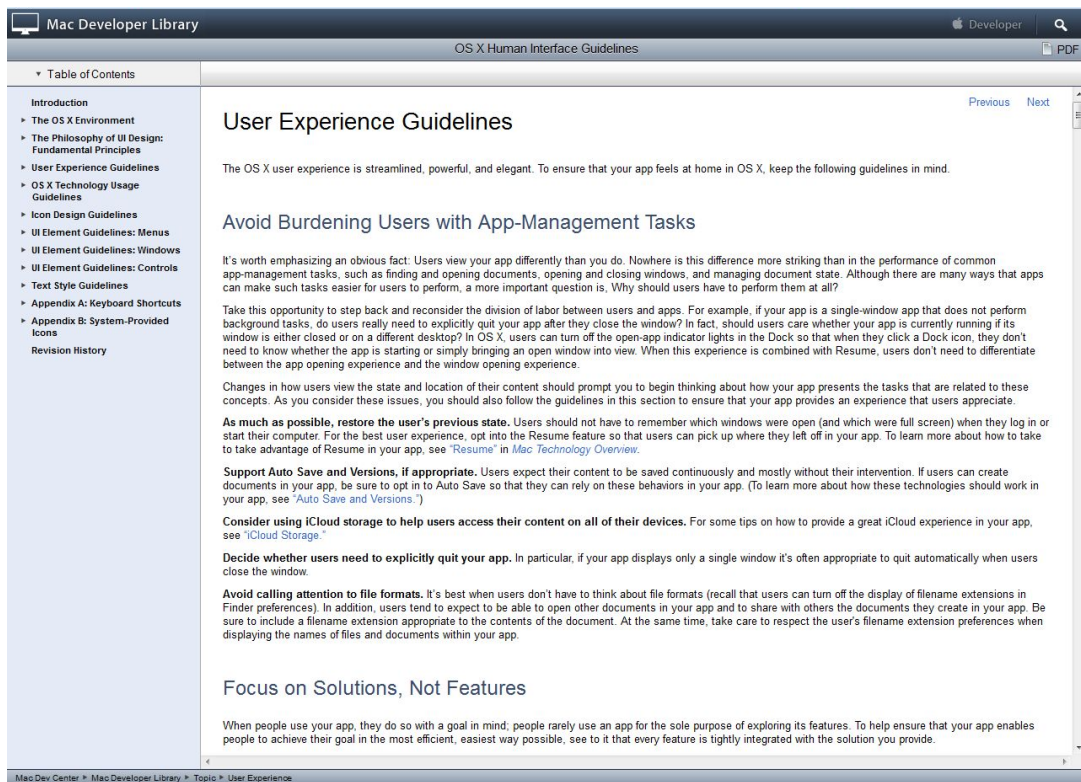 Mac Developer Library
Developer
OS X Human Interface Guidelines
PDF
Table of Contents
Introduction
The OS X Environment
The Philosophy of UI Design:
Fundamental Principles
User Experience Guidelines
OS X Technology Usage
Guidelines
Icon Design Guidelines
UI Element Guidelines: Menus
UI Element Guidelines: Windows
UI Element Guidelines: Controls
Text Style Guidelines
Appendix A: Keyboard Shortcuts
Appendix B: System-Provided
Icons
Revision History
Previous Next
User Experience Guidelines
The OS X user experience is streamlined, powerful, and elegant. To ensure that your app feels at home in OS X, keep the following guidelines in mind.
Avoid Burdening Users with App-Management Tasks
It's worth emphasizing an obvious fact: Users view your app differently than you do. Nowhere is this difference more striking than in the performance of common
app-management tasks, such as finding and opening documents, opening and closing windows, and managing document state. Although there are many ways that apps
can make such tasks easier for users to perform, a more important question is, Why should users have to perform them at all?
Take this opportunity to step back and reconsider the division of labor between users and apps. For example, if your app is a single-window app that does not perform
background tasks, do users really need to explicitly quit your app after they close the window? In fact, should users care whether your app is currently running if its
window is either closed or on a different desktop? In OS X, users can turn off the open-app indicator lights in the Dock so that when they click a Dock icon, they don't
need to know whether the app is starting or simply bringing an open window into view. When this experience is combined with Resume, users don't need to differentiate
between the app opening experience and the window opening experience.
Changes in how users view the state and location of their content should prompt you to begin thinking about how your app presents the tasks that are related to these
concepts. As you consider these issues, you should also follow the guidelines in this section to ensure that your app provides an experience that users appreciate.
As much as possible, restore the user's previous state. Users should not have to remember which windows were open (and which were full screen) when they log in or
start their computer. For the best user experience, opt into the Resume feature so that users can pick up where they left off in your app. To learn more about how to take
to take advantage of Resume in your app, see "Resume" in Mac Technology Overview.
Support Auto Save and Versions, if appropriate. Users expect their content to be saved continuously and mostly without their intervention. If users can create
documents in your app, be sure to opt in to Auto Save so that they can rely on these behaviors in your app. (To learn more about how these technologies should work in
your app, see "Auto Save and Versions.")
Consider using iCloud storage to help users access their content on all of their devices. For some tips on how to provide a great iCloud experience in your app,
see "iCloud Storage."
Decide whether users need to explicitly quit your app. In particular, if your app displays only a single window it's often appropriate to quit automatically when users
close the window.
Avoid calling attention to file formats. It's best when users don't have to think about file formats (recall that users can turn off the display of filename extensions in
Finder preferences). In addition, users tend to expect to be able to open other documents in your app and to share with others the documents they create in your app. Be
sure to include a filename extension appropriate to the contents of the document. At the same time, take care to respect the user's filename extension preferences when
displaying the names of files and documents within your app.
Focus on Solutions, Not Features
When people use your app, they do so with a goal in mind; people rarely use an app for the sole purpose of exploring its features. To help ensure that your app enables
people to achieve their goal in the most efficient, easiest way possible, see to it that every feature is tightly integrated with the solution you provide.
Mac Dev Center Mac Developer Library Topic User Experience